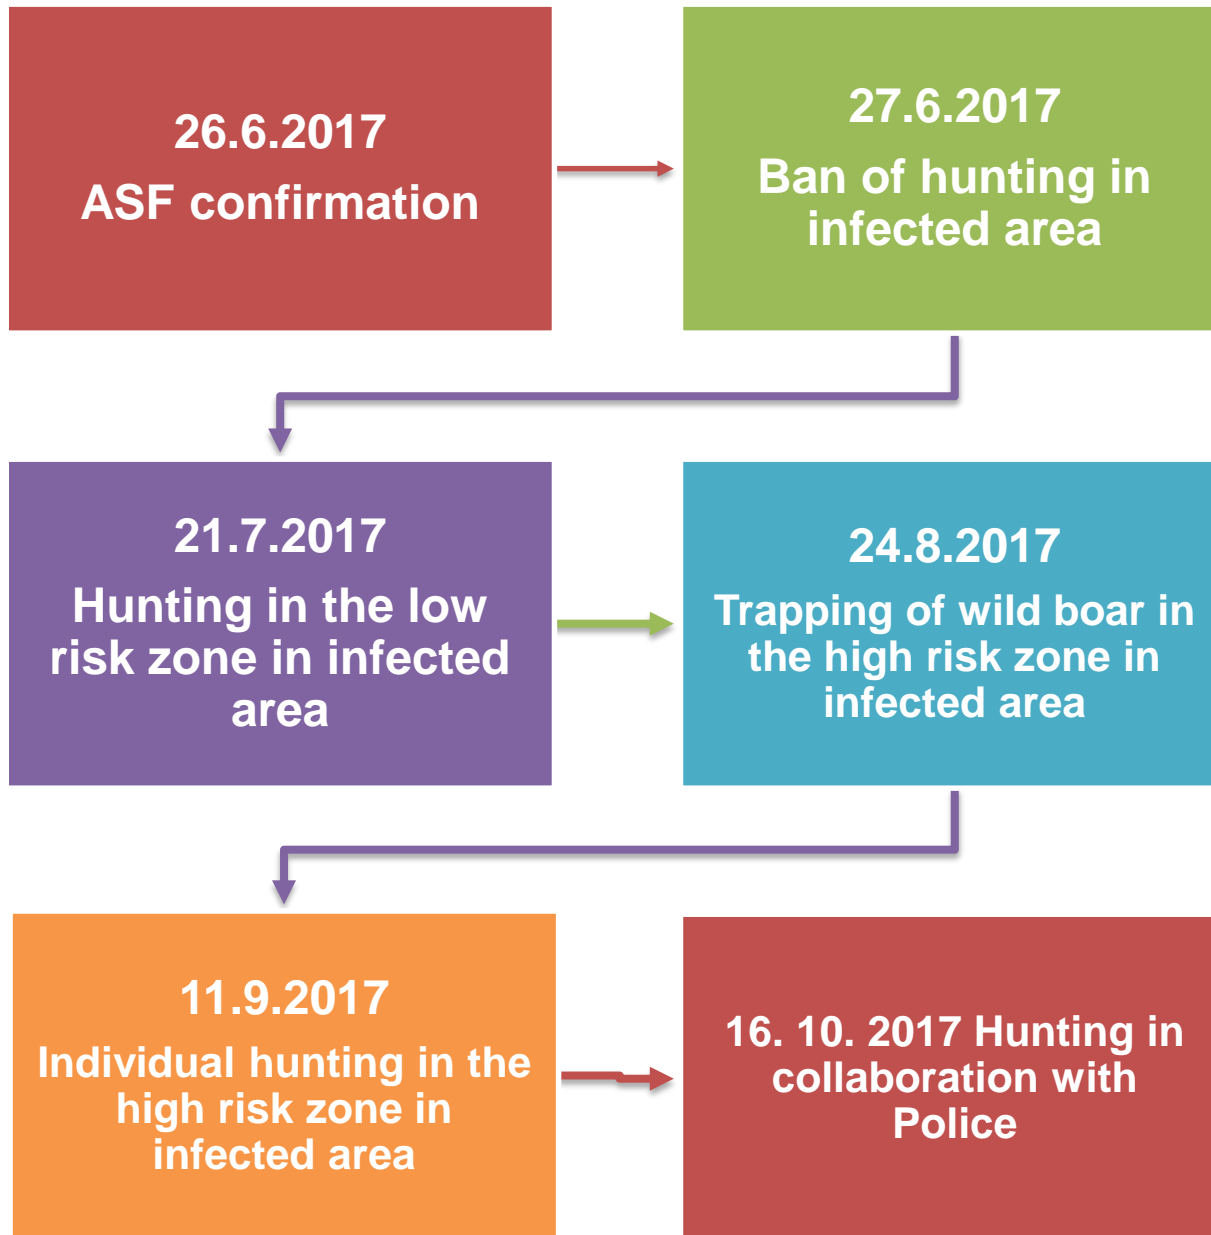 26.6.2017
ASF confirmation
27.6.2017
Ban of hunting in
infected area
21.7.2017
Hunting in the low
risk zone in infected
area
24.8.2017
Trapping of wild boar in
the high risk zone in
infected area
11.9.2017
Individual hunting in the
high risk zone in
infected area
16. 10. 2017 Hunting in
collaboration with
Police